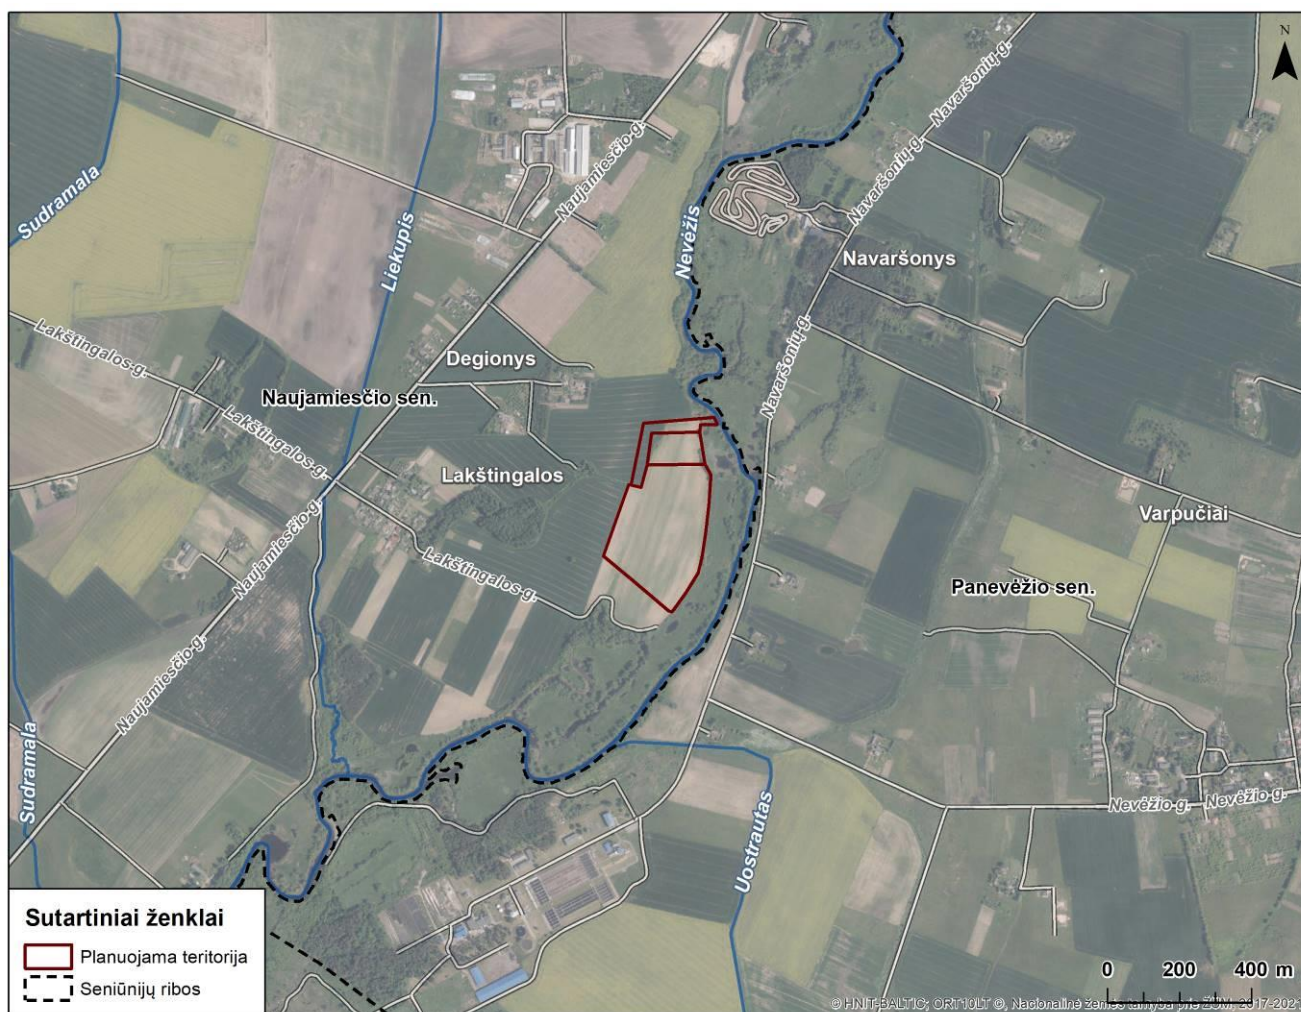 N
Navaršonių g.
Navaršonių g.
Naujamiesčio g.
Sudramala
Navaršonių g.
Liekupis
Nevėžis
Navaršonys
Lakštingalos g.
Navaršonių g.
Degionys
Naujamiesčio sen.
Lakštingalos g.
Lakštingalos
Naujamiesčio g.
Varpučiai
Lakštingalos g.
Panevėžio sen.
Naujamiesčio g.
Sudramala
Nevėžio g.
Nevėžio g.
Uostrautas
Sutartiniai ženklai
Planuojama teritorija
Seniūnijų ribos
0 200 400 m
© HNIT-BALTIC; ORT10LT ©, Nacionalinė žemės tarnyba prie ŽŪM, 2017-2021